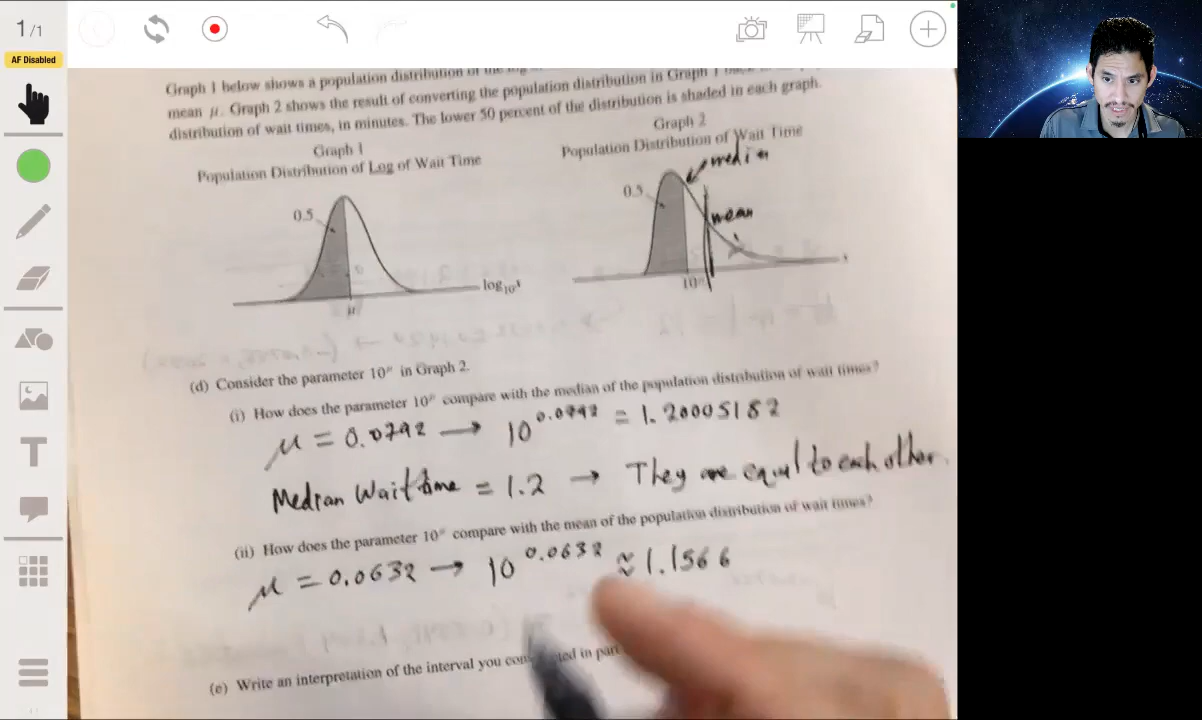 1/1
AF Disabled
Graph 1 below shows a population distribution of the log
mean μ. Graph 2 shows the result of converting the population distribution in Graph 1
distribution of wait times, in minutes. The lower 50 percent of the distribution is shaded in each graph.
Graph 1
Population Distribution of Log of Wait Time
Graph 2
Population Distribution of Wait Time
0.5
log₁₀x
μ
0.5
median
mean
10^μ
x
(d) Consider the parameter 10^μ in Graph 2.
(i) How does the parameter 10^μ compare with the median of the population distribution of wait times?
μ = 0.0792 → 10^0.0792 = 1.20005182
Median Wait time = 1.2 → They are equal to each other.
(ii) How does the parameter 10^μ compare with the mean of the population distribution of wait times?
μ = 0.0632 → 10^0.0632 ≈ 1.1566
(e) Write an interpretation of the interval you in part
T